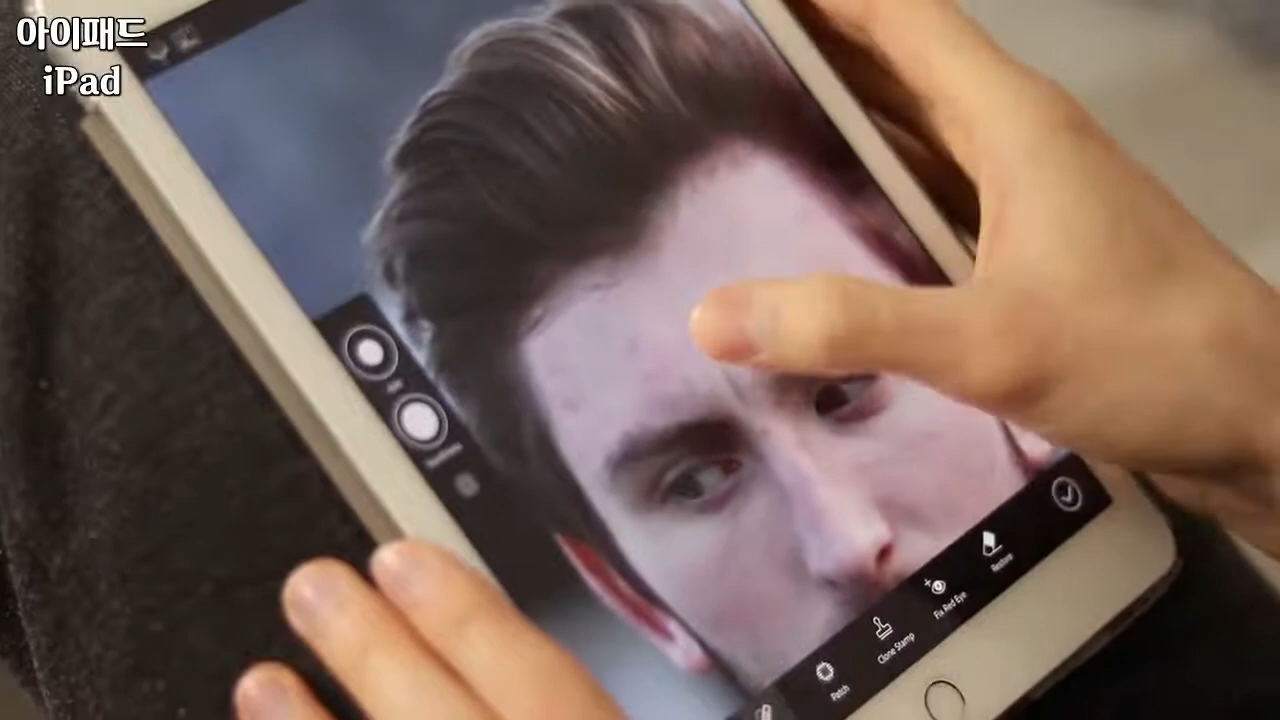 아이패드
iPad
Patch
Clone Stamp
Fix Red Eye
Restore